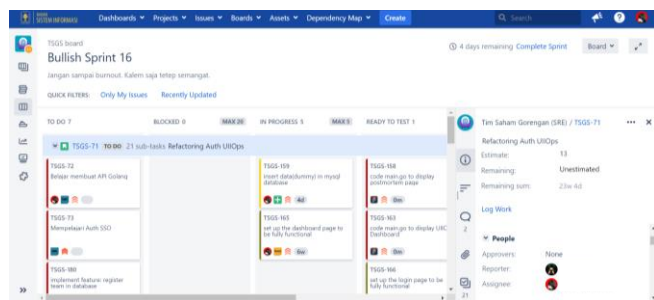 SISTEM INFORMASI
Dashboards Projects Issues Boards Assets Dependency Map Create
Search
TSGS board
Bullish Sprint 16
4 days remaining Complete Sprint
Board
Jangan sampai burnout. Kalem saja tetep semangat.
QUICK FILTERS: Only My Issues Recently Updated
TO DO 7
BLOCKED 0
MAX 20
IN PROGRESS 5
MAX 5
READY TO TEST 1
TSGS-71 TO DO 21 sub-tasks Refactoring Auth UIIOps
TSGS-72
Belajar membuat API Golang
TSGS-73
Mempelajari Auth SSO
TSGS-180
implement feature: register
team in database
TSGS-159
insert data(dummy) in mysql
database
4d
TSGS-165
set up the dashboard page to
be fully functional
6w
TSGS-158
code main.go to display
postmortem page
0m
TSGS-163
code main.go to display UIIC
Dashboard
0m
TSGS-166
set up the login page to be
fully functional
Tim Saham Gorengan (SRE) / TSGS-71
Refactoring Auth UIIOps
Estimate: 13
Remaining: Unestimated
Remaining sum: 23w 4d
Log Work
People
Approvers: None
Reporter:
Assignee:
2
21